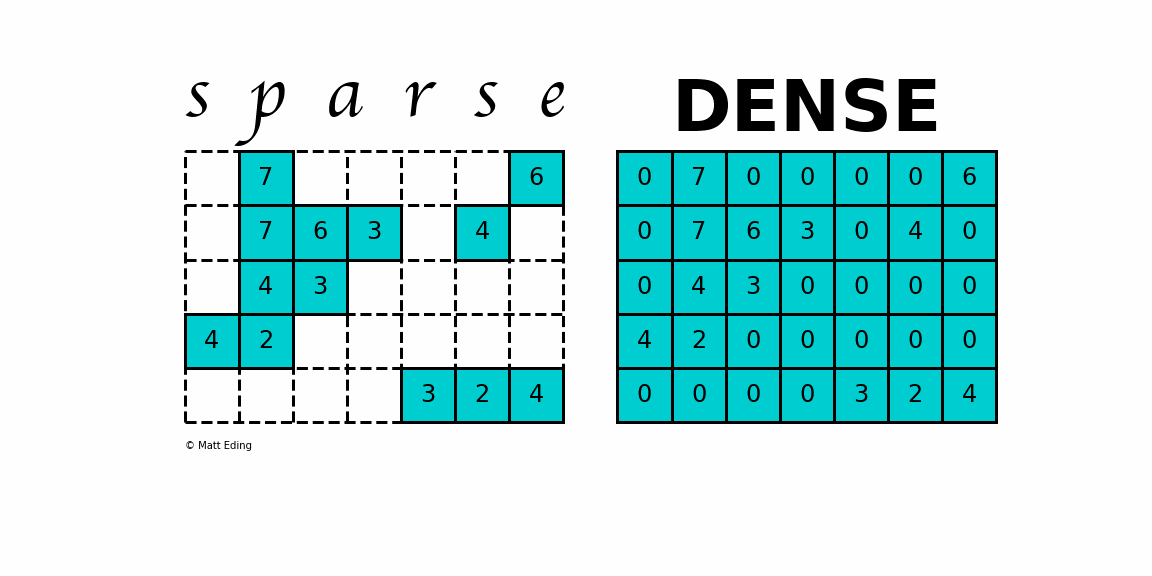 s p a r s e
DENSE
7 6
7 6 3 4
4 3
4 2
3 2 4
0 7 0 0 0 0 6
0 7 6 3 0 4 0
0 4 3 0 0 0 0
4 2 0 0 0 0 0
0 0 0 0 3 2 4
© Matt Eding